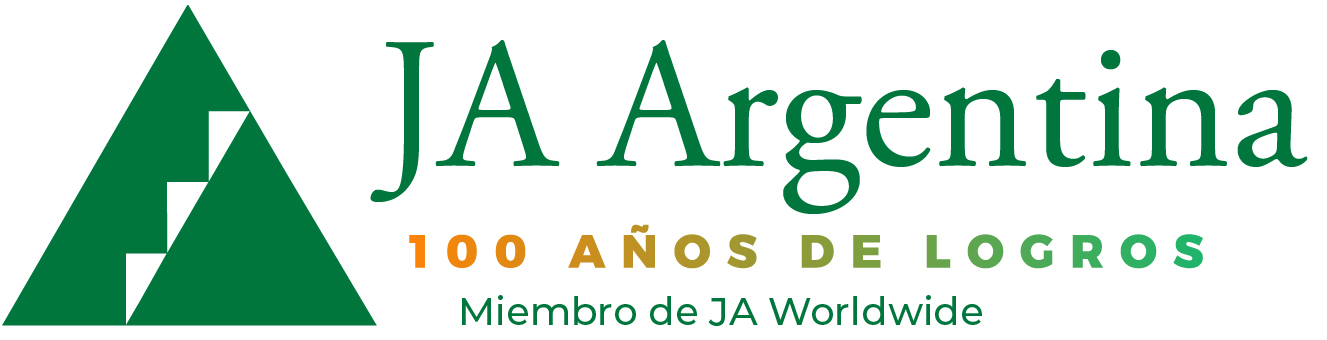 JA Argentina
100 AÑOS DE LOGROS
Miembro de JA Worldwide